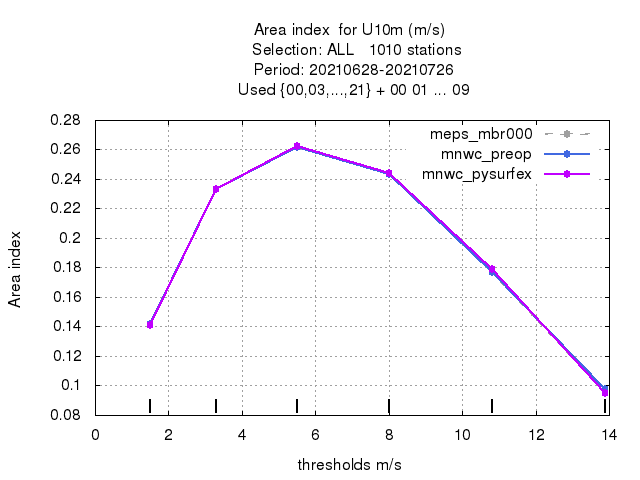 Area index  for U10m (m/s)
Selection: ALL   1010 stations
Period: 20210628-20210726
Used {00,03,...,21} + 00 01 ... 09
meps_mbr000
mnwc_preop
mnwc_pysurfex
Area index
0.28
0.26
0.24
0.22
0.2
0.18
0.16
0.14
0.12
0.1
0.08
0 2 4 6 8 10 12 14
thresholds m/s